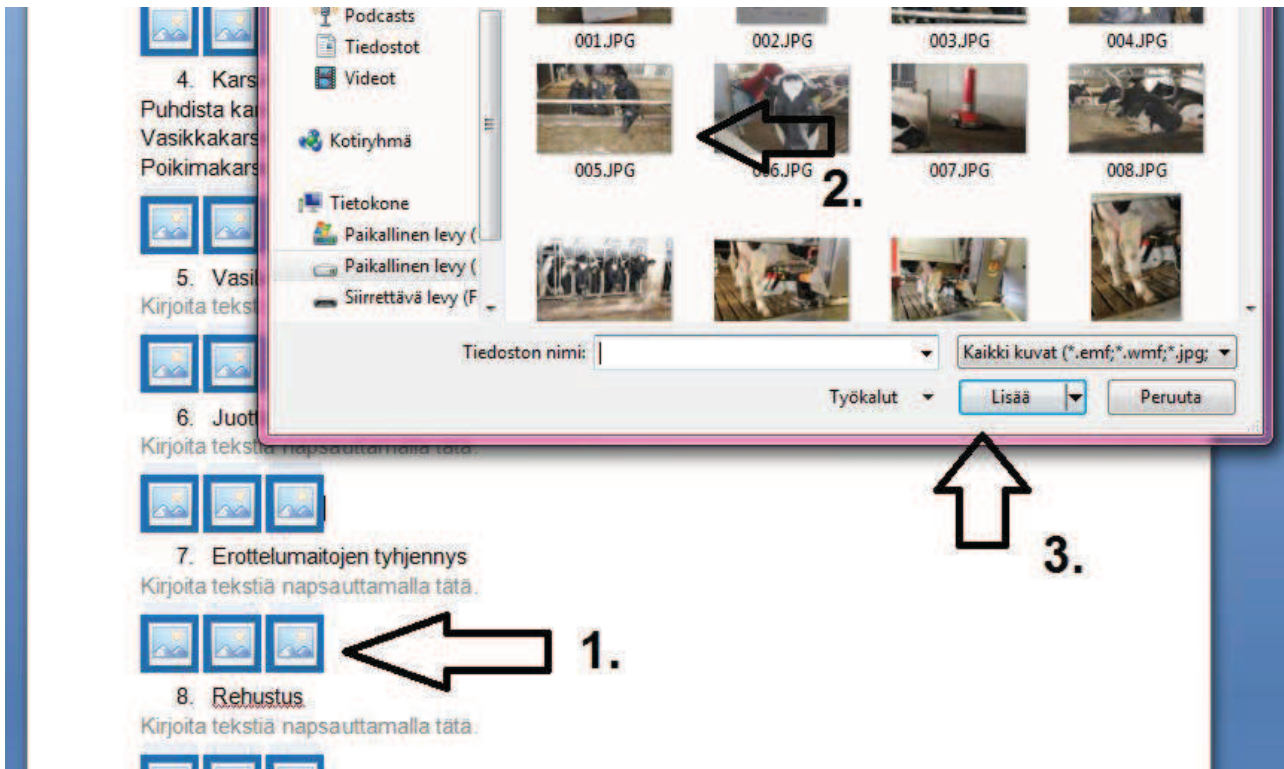 Podcasts
Tiedostot
Videot
Kotiryhmä
Tietokone
Paikallinen levy (
Paikallinen levy (
Siirrettävä levy (F
001.JPG 002.JPG 003.JPG 004.JPG
005.JPG 006.JPG 007.JPG 008.JPG
2.
Tiedoston nimi:
Kaikki kuvat (*.emf;*.wmf;*.jpg;
Työkalut Lisää Peruuta
3.
4. Kars
Puhdista kar
Vasikkakars
Poikimakars
5. Vasi
Kirjoita tekst
6. Juott
Kirjoita tekstiä napsauttamalla tätä.
7. Erottelumaitojen tyhjennys
Kirjoita tekstiä napsauttamalla tätä.
1.
8. Rehustus
Kirjoita tekstiä napsauttamalla tätä.